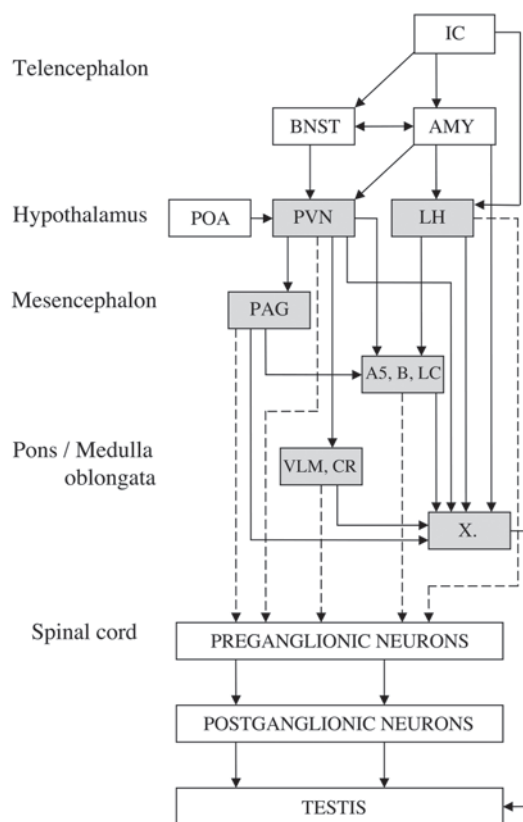 IC
Telencephalon
BNST
AMY
Hypothalamus
POA
PVN
LH
Mesencephalon
PAG
A5, B, LC
Pons / Medulla
oblongata
VLM, CR
X.
Spinal cord
PREGANGLIONIC NEURONS
POSTGANGLIONIC NEURONS
TESTIS